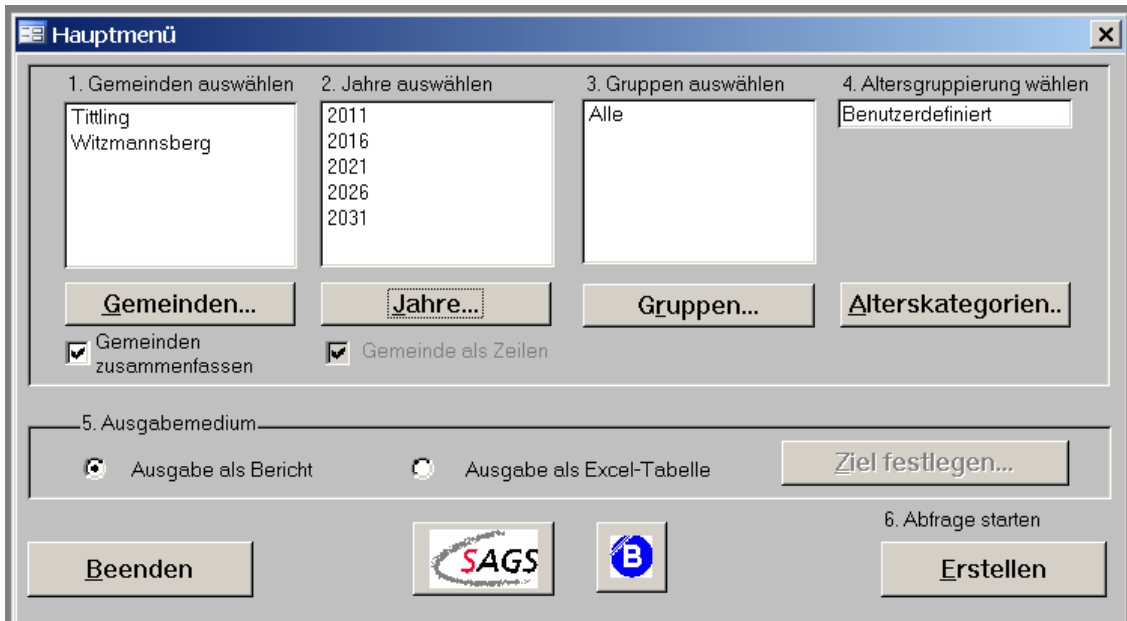 Hauptmenü
1. Gemeinden auswählen
Tittling
Witzmannsberg
Gemeinden...
Gemeinden
zusammenfassen
2. Jahre auswählen
2011
2016
2021
2026
2031
Jahre...
Gemeinde als Zeilen
3. Gruppen auswählen
Alle
Gruppen...
4. Altersgruppierung wählen
Benutzerdefiniert
Alterskategorien..
5. Ausgabemedium
Ausgabe als Bericht
Ausgabe als Excel-Tabelle
Ziel festlegen...
Beenden
SAGS
B
6. Abfrage starten
Erstellen